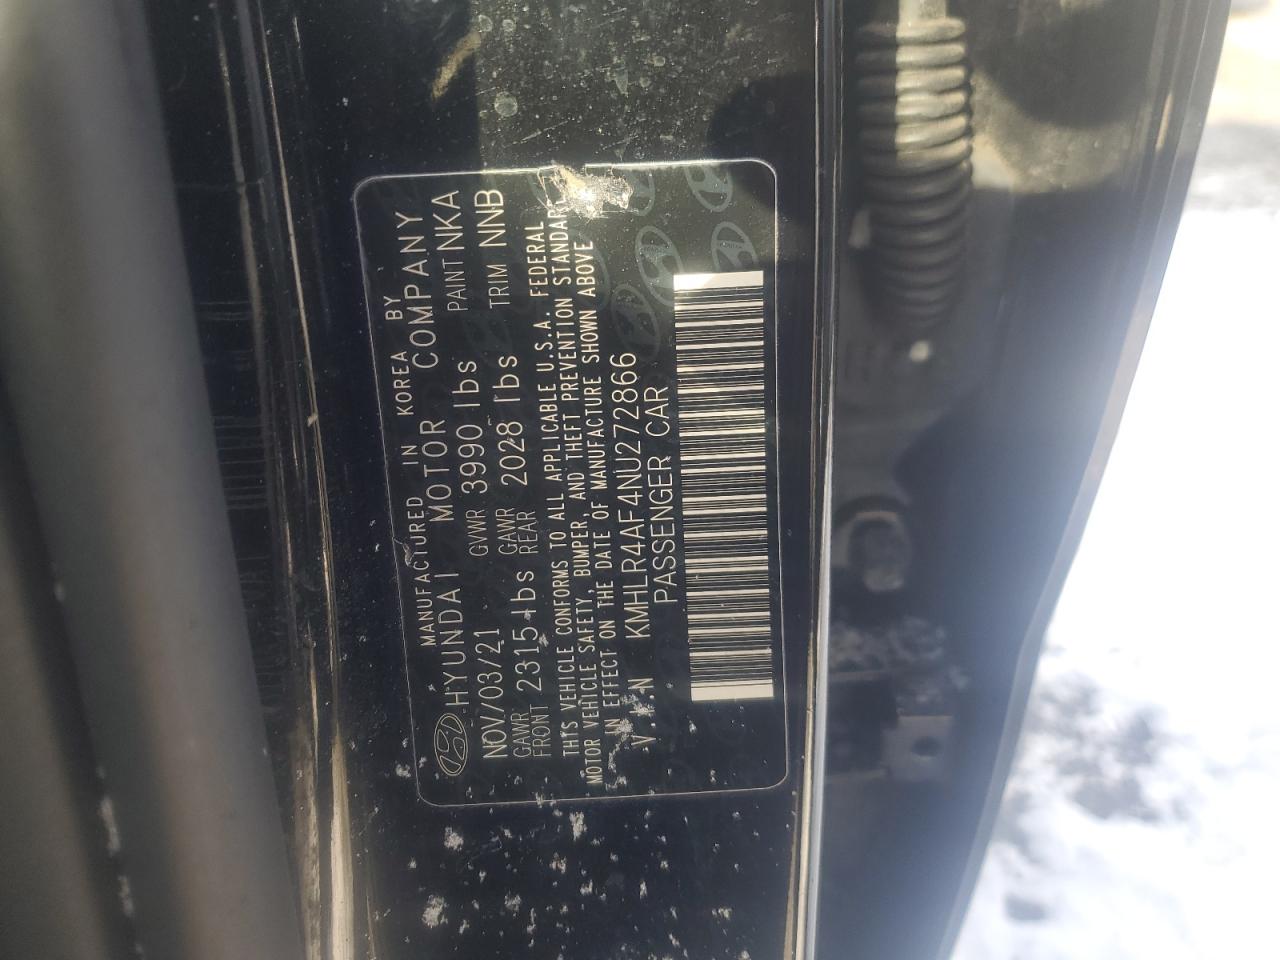 MANUFACTURED IN KOREA BY
HYUNDAI MOTOR COMPANY
NOV/03/21 GVWR 3990 lbs PAINT NKA
GAWR FRONT 2315 lbs GAWR REAR 2028 lbs TRIM NNB
THIS VEHICLE CONFORMS TO ALL APPLICABLE U.S.A. FEDERAL
MOTOR VEHICLE SAFETY, BUMPER, AND THEFT PREVENTION STANDAR
IN EFFECT ON THE DATE OF MANUFACTURE SHOWN ABOVE
V.I.N KMHLR4AF4NU272866
PASSENGER CAR